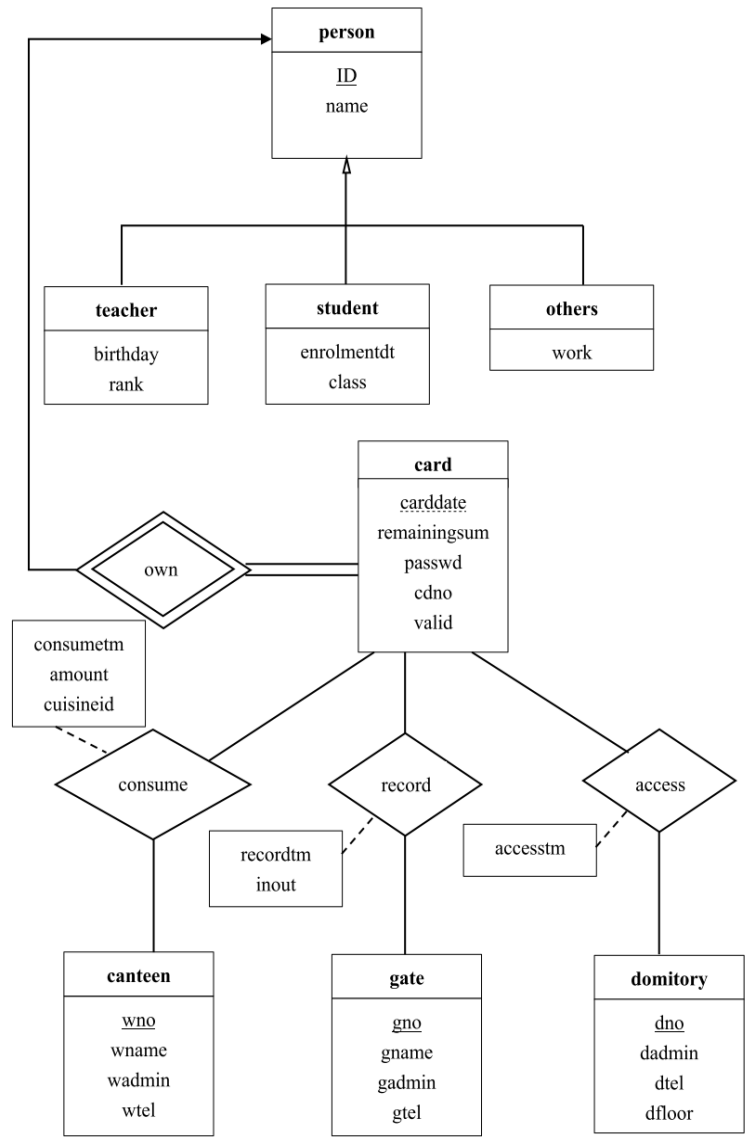 person
ID
name
teacher
birthday
rank
student
enrolmentdt
class
others
work
card
carddate
remainingsum
passwd
cdno
valid
own
consumetm
amount
cuisineid
consume
record
access
recordtm
inout
accesstm
canteen
wno
wname
wadmin
wtel
gate
gno
gname
gadmin
gtel
domitory
dno
dadmin
dtel
dfloor